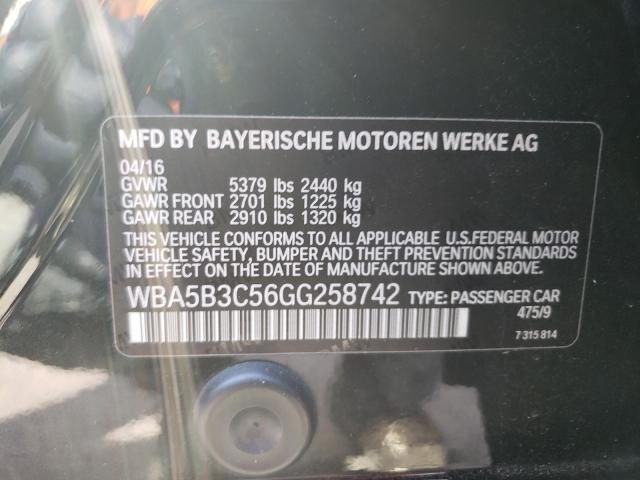 MFD BY BAYERISCHE MOTOREN WERKE AG
04/16
GVWR 5379 lbs 2440 kg
GAWR FRONT 2701 lbs 1225 kg
GAWR REAR 2910 lbs 1320 kg
THIS VEHICLE CONFORMS TO ALL APPLICABLE U.S.FEDERAL MOTOR
VEHICLE SAFETY, BUMPER AND THEFT PREVENTION STANDARDS
IN EFFECT ON THE DATE OF MANUFACTURE SHOWN ABOVE.
WBA5B3C56GG258742 TYPE: PASSENGER CAR
475/9
7 315 814